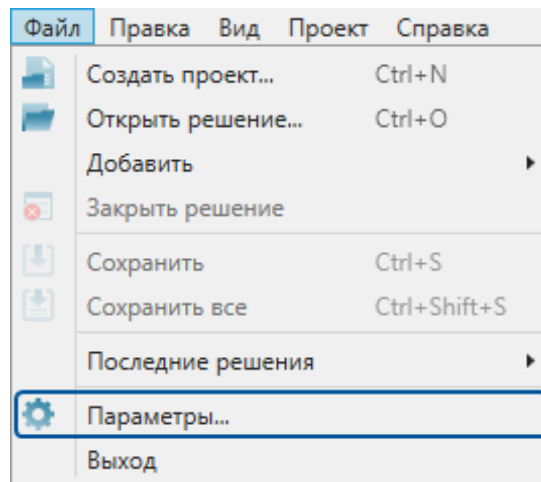 Файл Правка Вид Проект Справка
Создать проект... Ctrl+N
Открыть решение... Ctrl+O
Добавить
Закрыть решение
Сохранить Ctrl+S
Сохранить все Ctrl+Shift+S
Последние решения
Параметры...
Выход